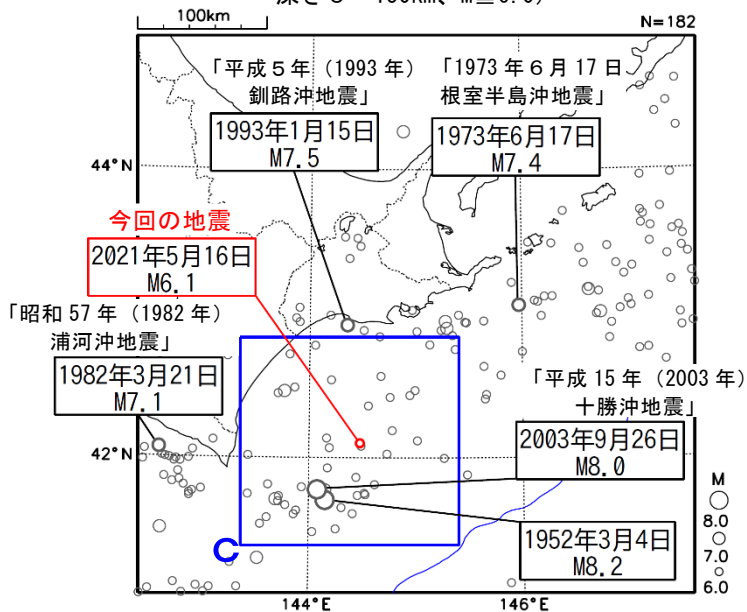 100km
深さ0~150km、M≧6.0)
N=182
「平成5年（1993年）
釧路沖地震」
1993年1月15日
M7.5
「1973年6月17日
根室半島沖地震」
1973年6月17日
M7.4
44°N
今回の地震
2021年5月16日
M6.1
「昭和57年（1982年）
浦河沖地震」
1982年3月21日
M7.1
「平成15年（2003年）
十勝沖地震」
2003年9月26日
M8.0
42°N
1952年3月4日
M8.2
C
M
8.0
7.0
6.0
144°E
146°E